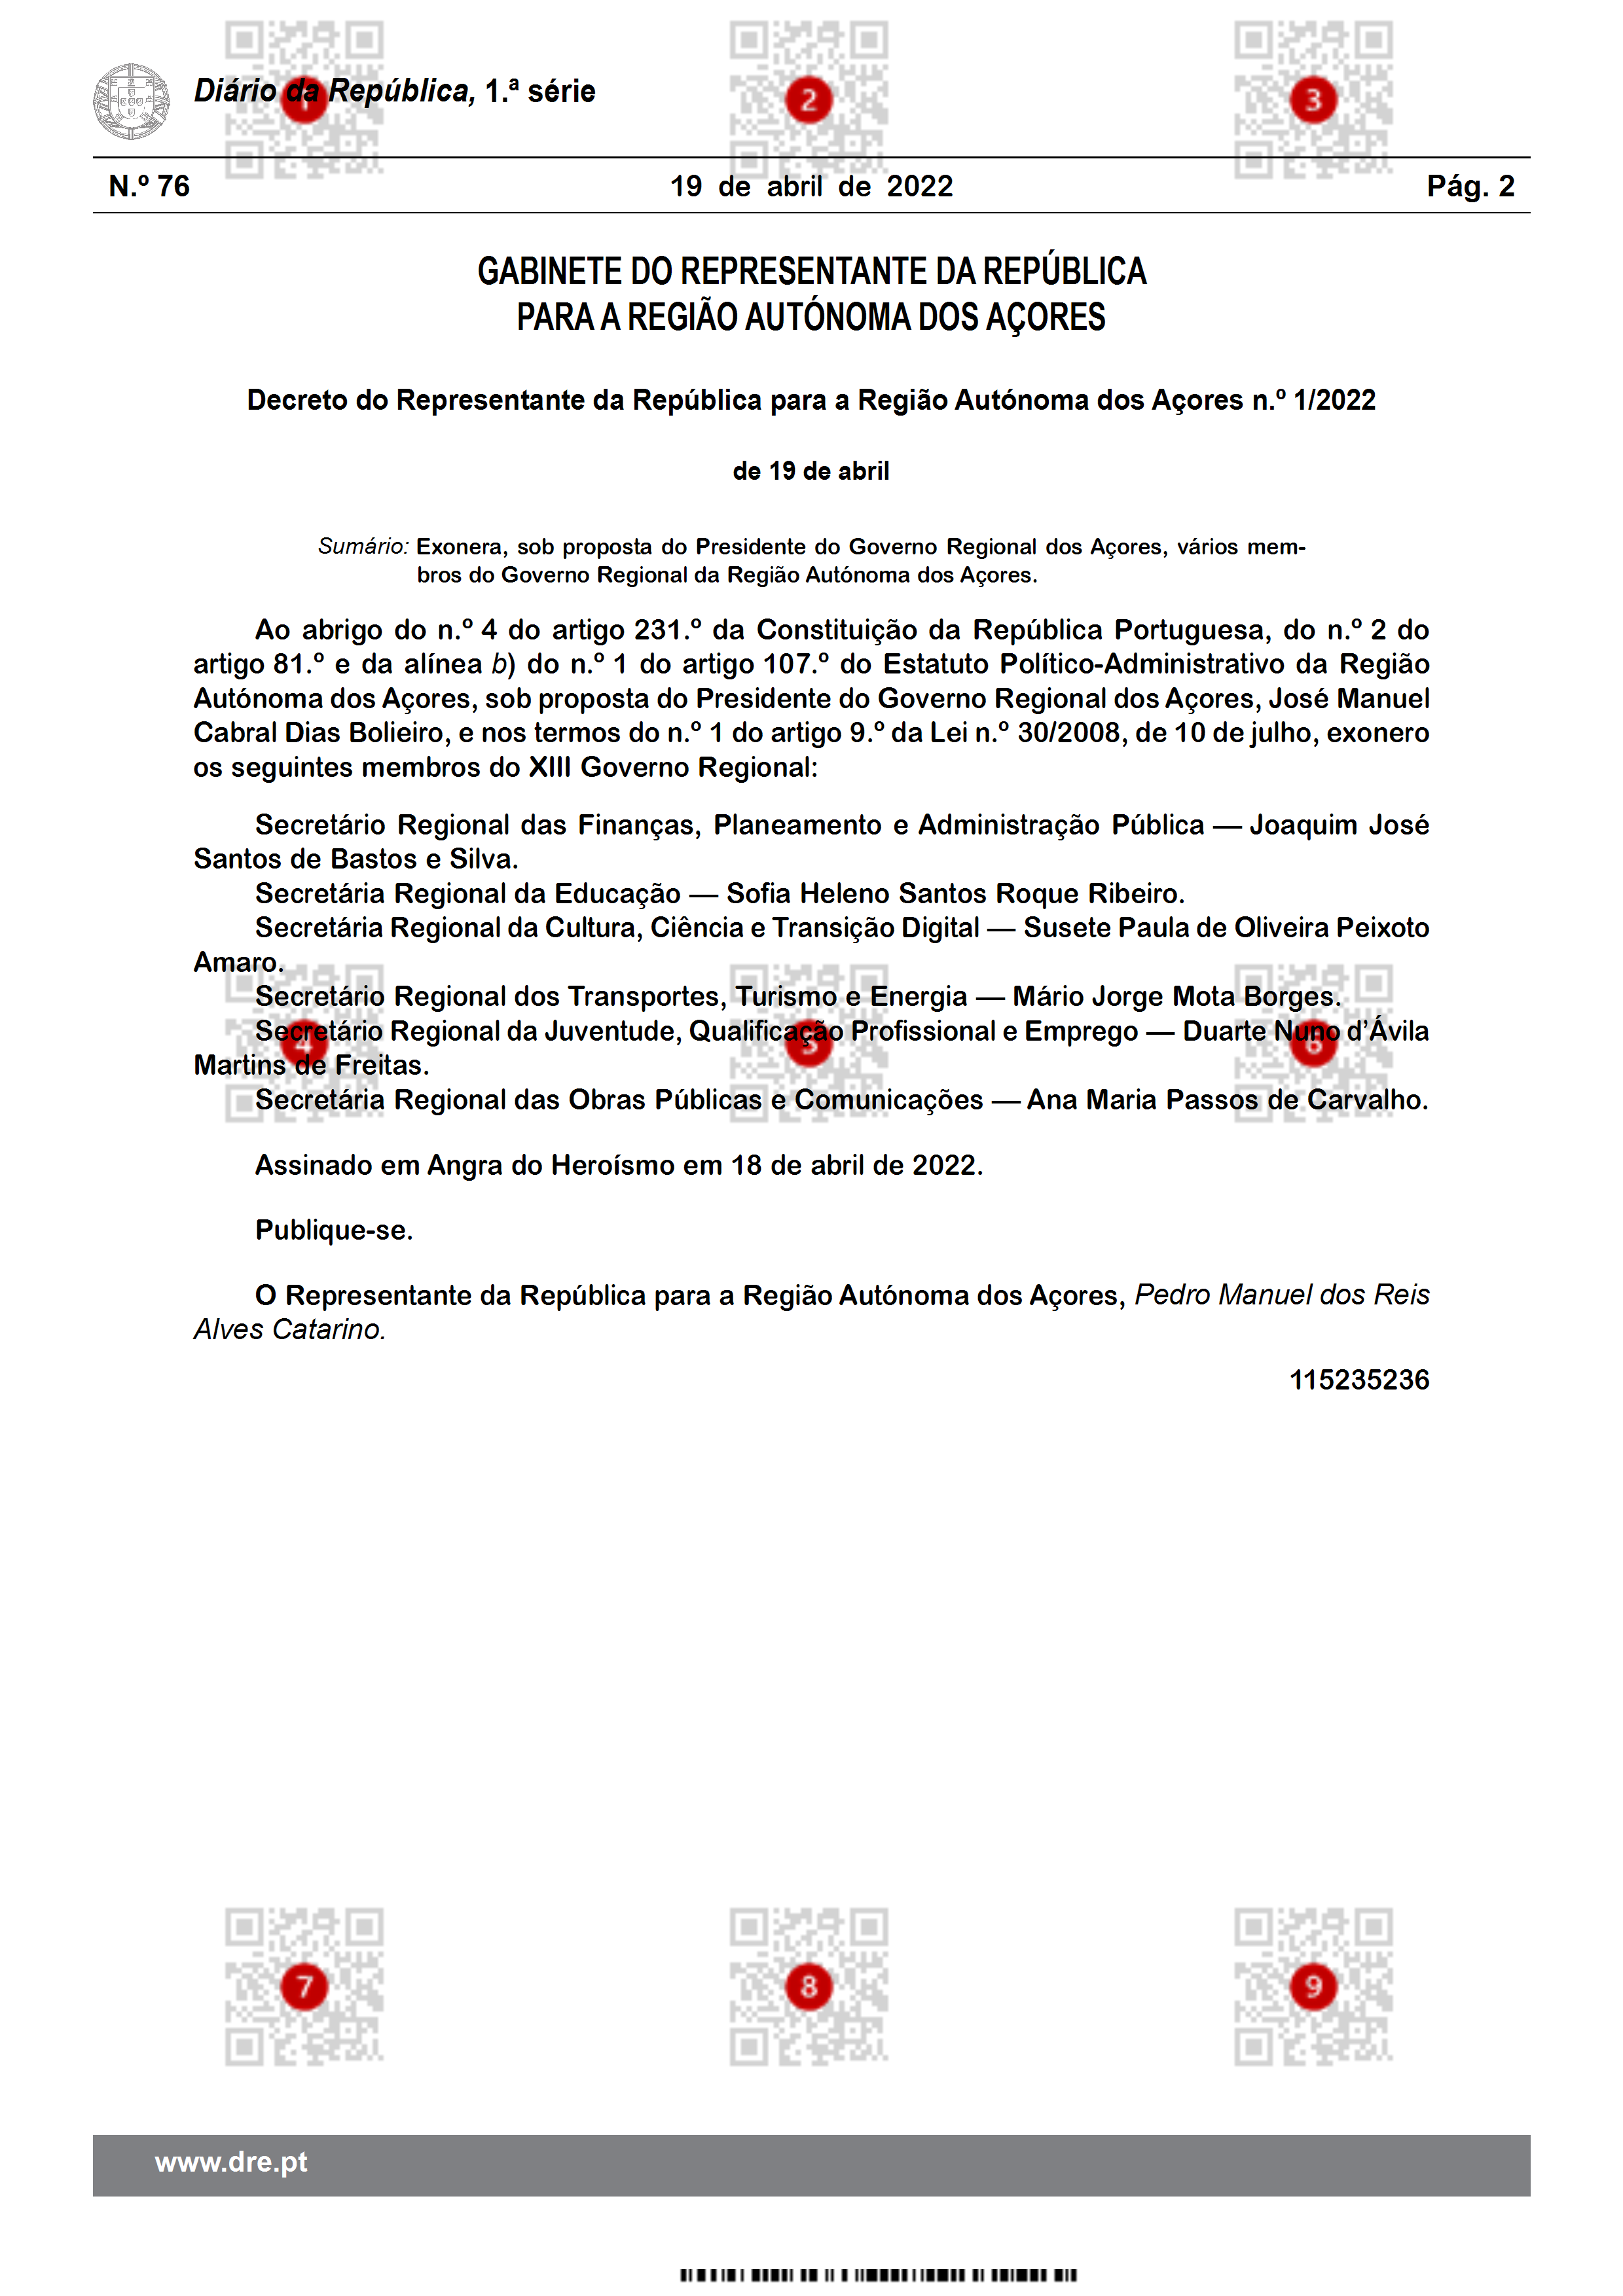 Diário da República, 1.ª série
2
3
N.º 76
19 de abril de 2022
Pág. 2
GABINETE DO REPRESENTANTE DA REPÚBLICA
PARA A REGIÃO AUTÓNOMA DOS AÇORES
Decreto do Representante da República para a Região Autónoma dos Açores n.º 1/2022
de 19 de abril
Sumário: Exonera, sob proposta do Presidente do Governo Regional dos Açores, vários mem-
bros do Governo Regional da Região Autónoma dos Açores.
Ao abrigo do n.º 4 do artigo 231.º da Constituição da República Portuguesa, do n.º 2 do
artigo 81.º e da alínea b) do n.º 1 do artigo 107.º do Estatuto Político-Administrativo da Região
Autónoma dos Açores, sob proposta do Presidente do Governo Regional dos Açores, José Manuel
Cabral Dias Bolieiro, e nos termos do n.º 1 do artigo 9.º da Lei n.º 30/2008, de 10 de julho, exonero
os seguintes membros do XIII Governo Regional:
Secretário Regional das Finanças, Planeamento e Administração Pública — Joaquim José
Santos de Bastos e Silva.
Secretária Regional da Educação — Sofia Heleno Santos Roque Ribeiro.
Secretária Regional da Cultura, Ciência e Transição Digital — Susete Paula de Oliveira Peixoto
Amaro.
Secretário Regional dos Transportes, Turismo e Energia — Mário Jorge Mota Borges.
Secretário Regional da Juventude, Qualificação Profissional e Emprego — Duarte Nuno d’Ávila
4
5
6
Martins de Freitas.
Secretária Regional das Obras Públicas e Comunicações — Ana Maria Passos de Carvalho.
Assinado em Angra do Heroísmo em 18 de abril de 2022.
Publique-se.
O Representante da República para a Região Autónoma dos Açores, Pedro Manuel dos Reis
Alves Catarino.
115235236
7
8
9
www.dre.pt